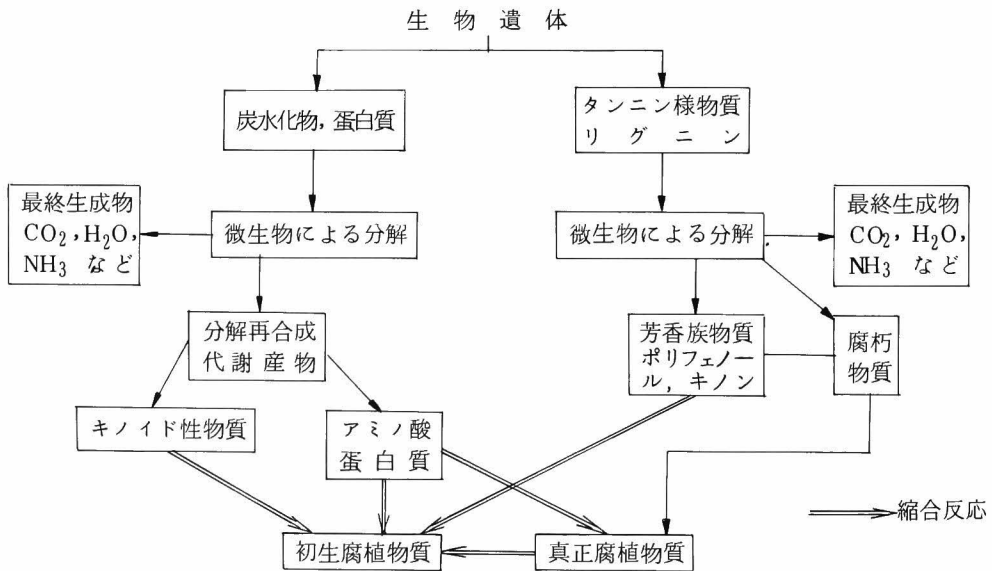 生物遺体
炭水化物，蛋白質
タンニン様物質
リグニン
最終生成物
CO₂，H₂O，
NH₃ など
微生物による分解
微生物による分解
最終生成物
CO₂，H₂O，
NH₃ など
分解再合成
代謝産物
芳香族物質
ポリフェノー
ル，キノン
腐朽
物質
キノイド性物質
アミノ酸
蛋白質
縮合反応
初生腐植物質
真正腐植物質